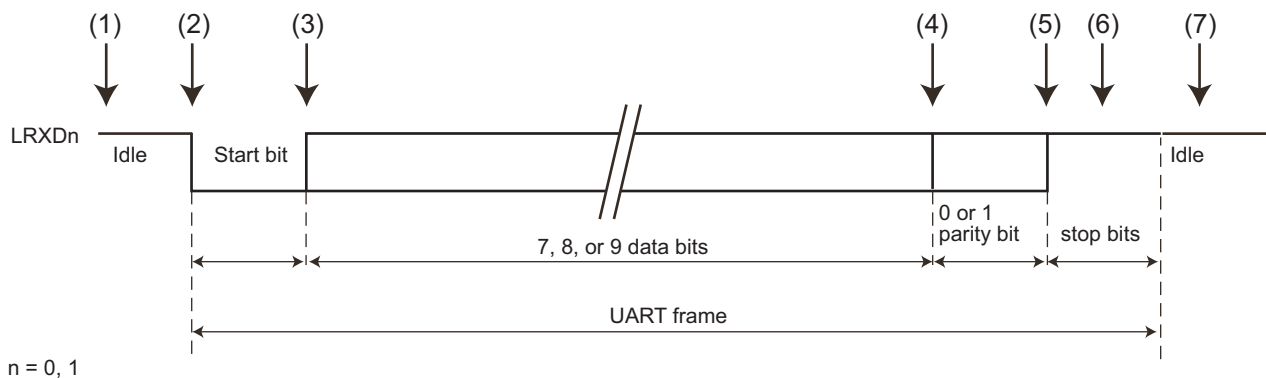 (1) (2) (3) (4) (5) (6) (7)
LRXDn
Idle Start bit Idle
0 or 1
parity bit stop bits
7, 8, or 9 data bits
UART frame
n = 0, 1